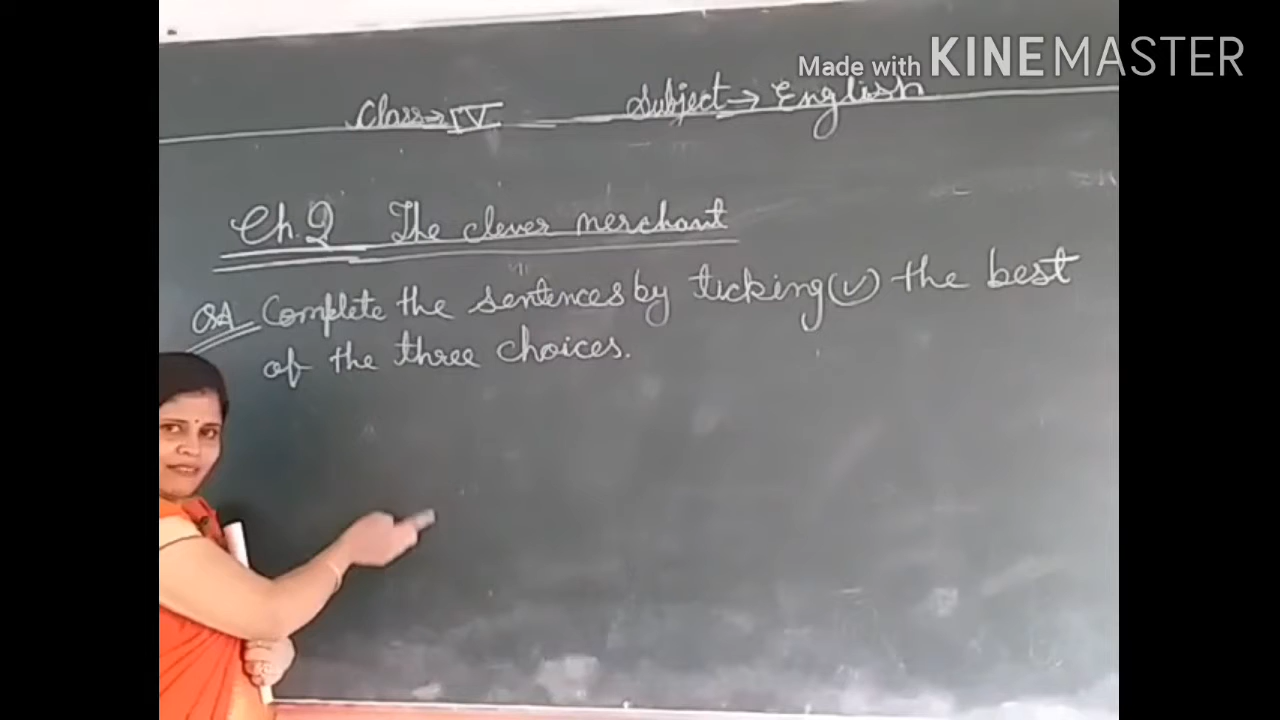 Made with KINEMASTER
Class→IV Subject→English
Ch.2 The clever merchant
Q.A Complete the sentences by ticking(✓) the best
of the three choices.